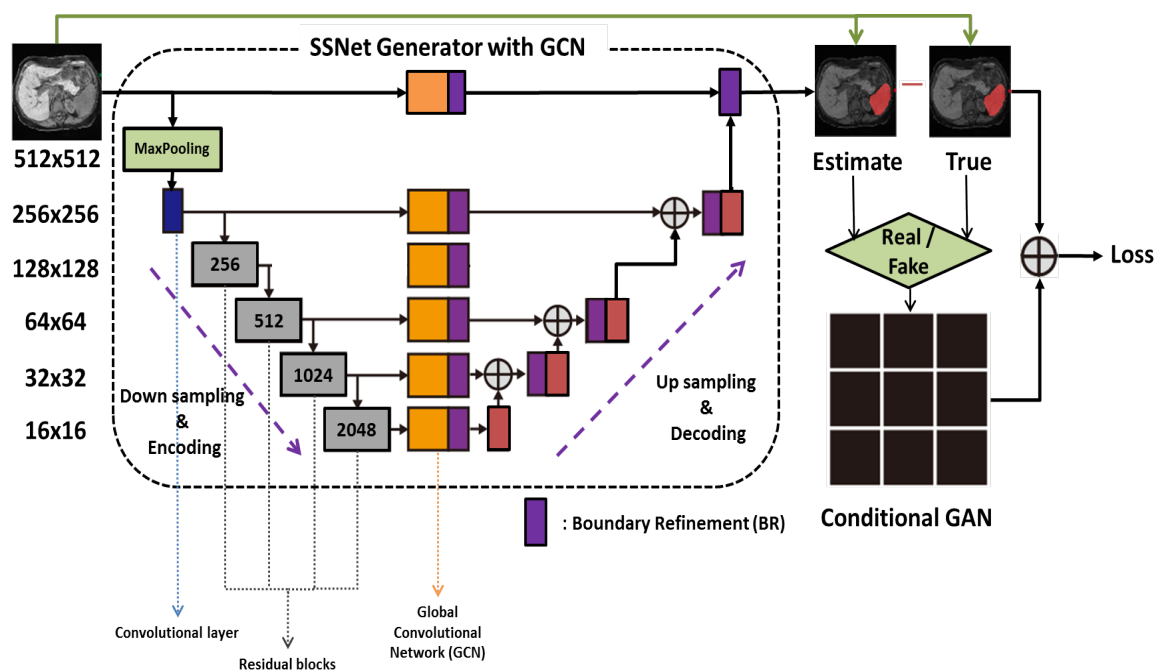 SSNet Generator with GCN
MaxPooling
512x512
Estimate
True
256x256
Real /
Fake
Loss
128x128
256
64x64
512
32x32
1024
Down sampling
&
Encoding
Up sampling
&
Decoding
16x16
2048
: Boundary Refinement (BR)
Conditional GAN
Convolutional layer
Residual blocks
Global
Convolutional
Network (GCN)